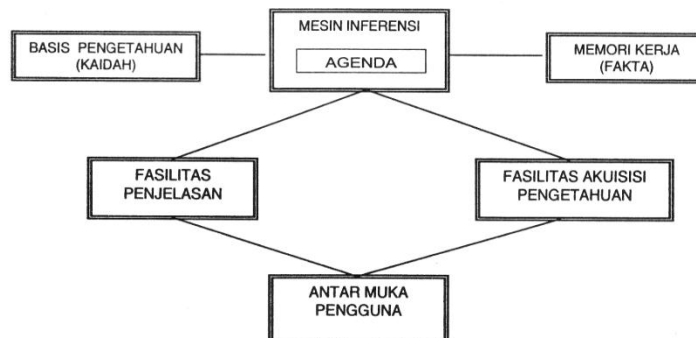 MESIN INFERENSI
AGENDA
BASIS PENGETAHUAN
(KAIDAH)
MEMORI KERJA
(FAKTA)
FASILITAS
PENJELASAN
FASILITAS AKUISISI
PENGETAHUAN
ANTAR MUKA
PENGGUNA